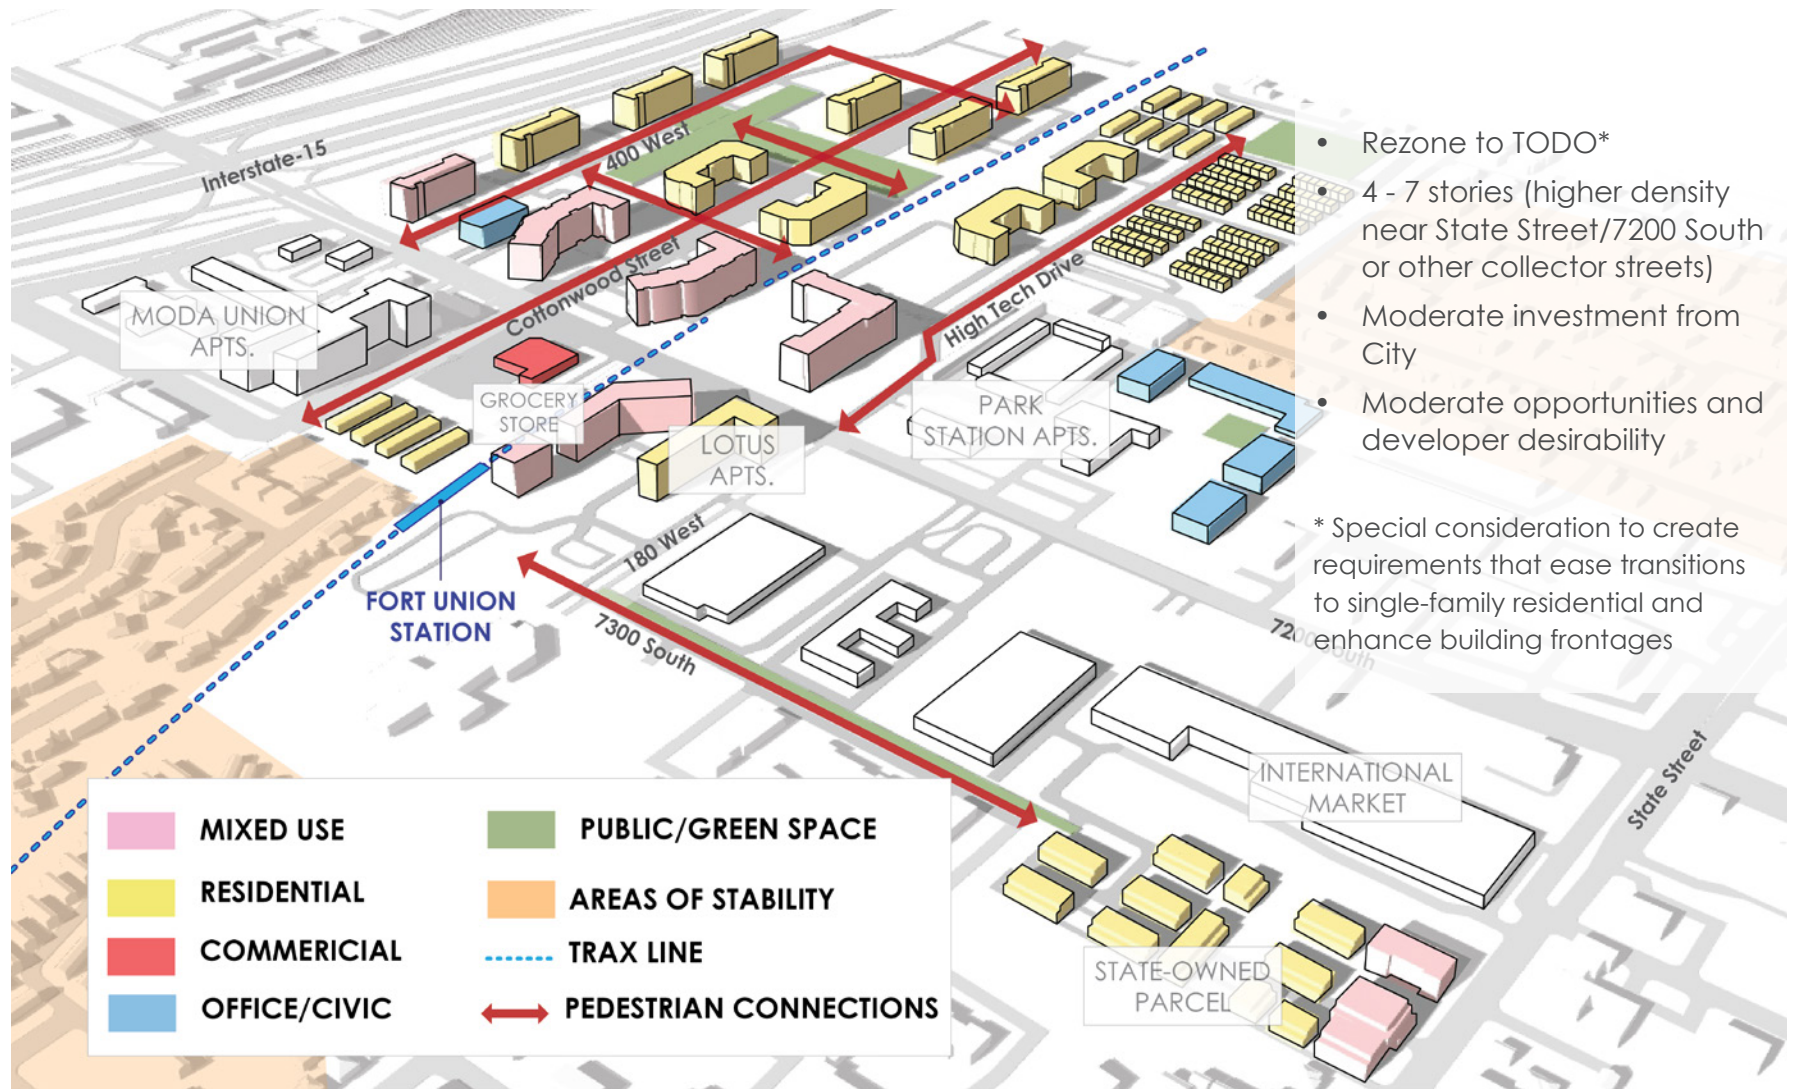 Interstate-15
400 West
Cottonwood Street
High Tech Drive
MODA UNION
APTS.
GROCERY
STORE
LOTUS
APTS.
PARK
STATION APTS.
FORT UNION
STATION
180 West
7300 South
7200 South
State Street
INTERNATIONAL
MARKET
STATE-OWNED
PARCEL
• Rezone to TODO*
• 4 - 7 stories (higher density
near State Street/7200 South
or other collector streets)
• Moderate investment from
City
• Moderate opportunities and
developer desirability
* Special consideration to create
requirements that ease transitions
to single-family residential and
enhance building frontages
MIXED USE
RESIDENTIAL
COMMERICIAL
OFFICE/CIVIC
PUBLIC/GREEN SPACE
AREAS OF STABILITY
TRAX LINE
PEDESTRIAN CONNECTIONS